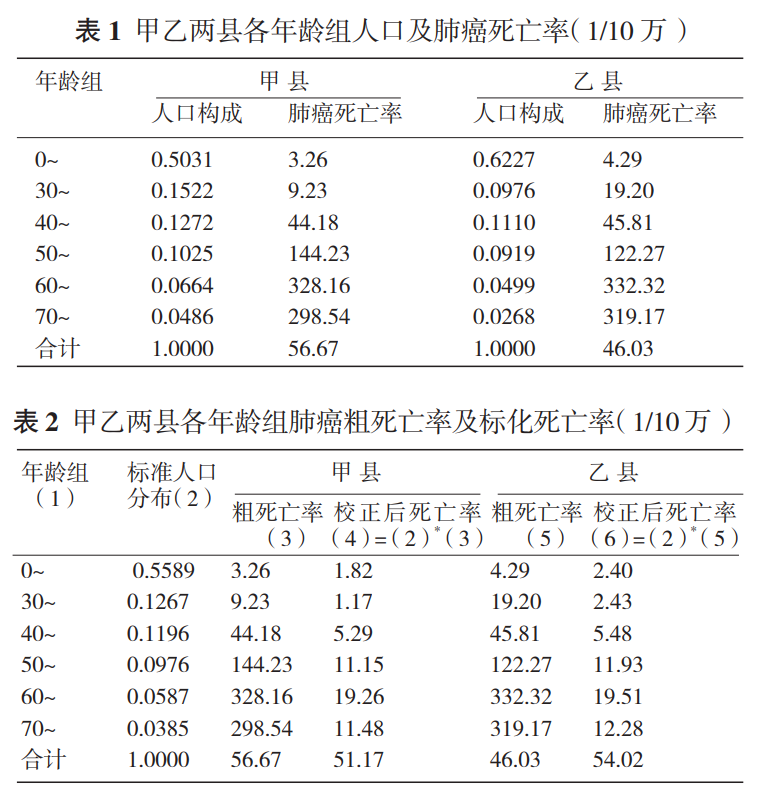 表 1 甲乙两县各年龄组人口及肺癌死亡率( 1/10 万 )
年龄组 甲 县 乙 县
人口构成 肺癌死亡率 人口构成 肺癌死亡率
0~ 0.5031 3.26 0.6227 4.29
30~ 0.1522 9.23 0.0976 19.20
40~ 0.1272 44.18 0.1110 45.81
50~ 0.1025 144.23 0.0919 122.27
60~ 0.0664 328.16 0.0499 332.32
70~ 0.0486 298.54 0.0268 319.17
合计 1.0000 56.67 1.0000 46.03
表 2 甲乙两县各年龄组肺癌粗死亡率及标化死亡率( 1/10 万 )
年龄组 标准人口 甲 县 乙 县
( 1 ) 分布( 2 ) 粗死亡率 校正后死亡率 粗死亡率 校正后死亡率
( 3 ) (4)=(2)*(3) ( 5 ) (6)=(2)*(5)
0~ 0.5589 3.26 1.82 4.29 2.40
30~ 0.1267 9.23 1.17 19.20 2.43
40~ 0.1196 44.18 5.29 45.81 5.48
50~ 0.0976 144.23 11.15 122.27 11.93
60~ 0.0587 328.16 19.26 332.32 19.51
70~ 0.0385 298.54 11.48 319.17 12.28
合计 1.0000 56.67 51.17 46.03 54.02